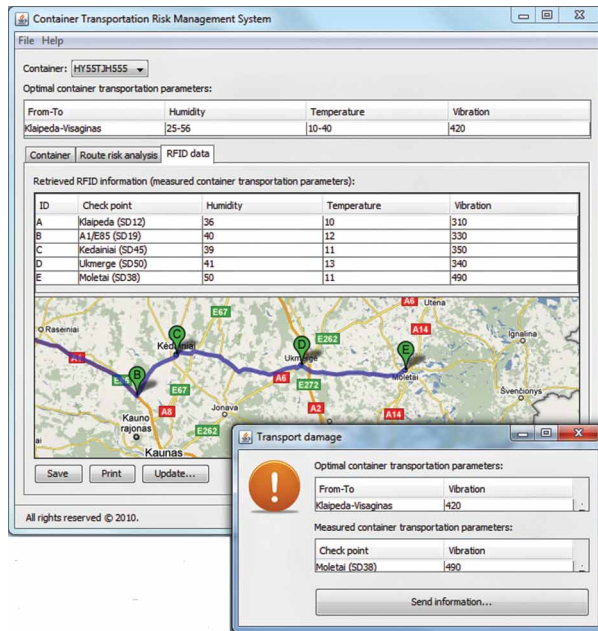 Container Transportation Risk Management System
File Help
Container: HY55TJH555
Optimal container transportation parameters:
From-To Humidity Temperature Vibration
Klaipeda-Visaginas 25-56 10-40 420
Container Route risk analysis RFID data
Retrieved RFID information (measured container transportation parameters):
ID Check point Humidity Temperature Vibration
A Klaipeda (SD12) 36 10 310
B A1/E85 (SD19) 40 12 330
C Kedainiai (SD45) 39 11 350
D Ukmerge (SD50) 41 13 340
E Moletai (SD38) 50 11 490
A6 Utena
E67
Raseiniai C E262 A14 Ignalina
Kėdainiai D E
A1 Ukmergė
B A6 E272 Moletai
E67 Švenčionys
A8 Jonava A2 A14
Kauno
rajonas E262
Kaunas
Save Print Update...
All rights reserved © 2010.
Transport damage
Optimal container transportation parameters:
From-To Vibration
Klaipeda-Visaginas 420
Measured container transportation parameters:
Check point Vibration
Moletai (SD38) 490
Send information...